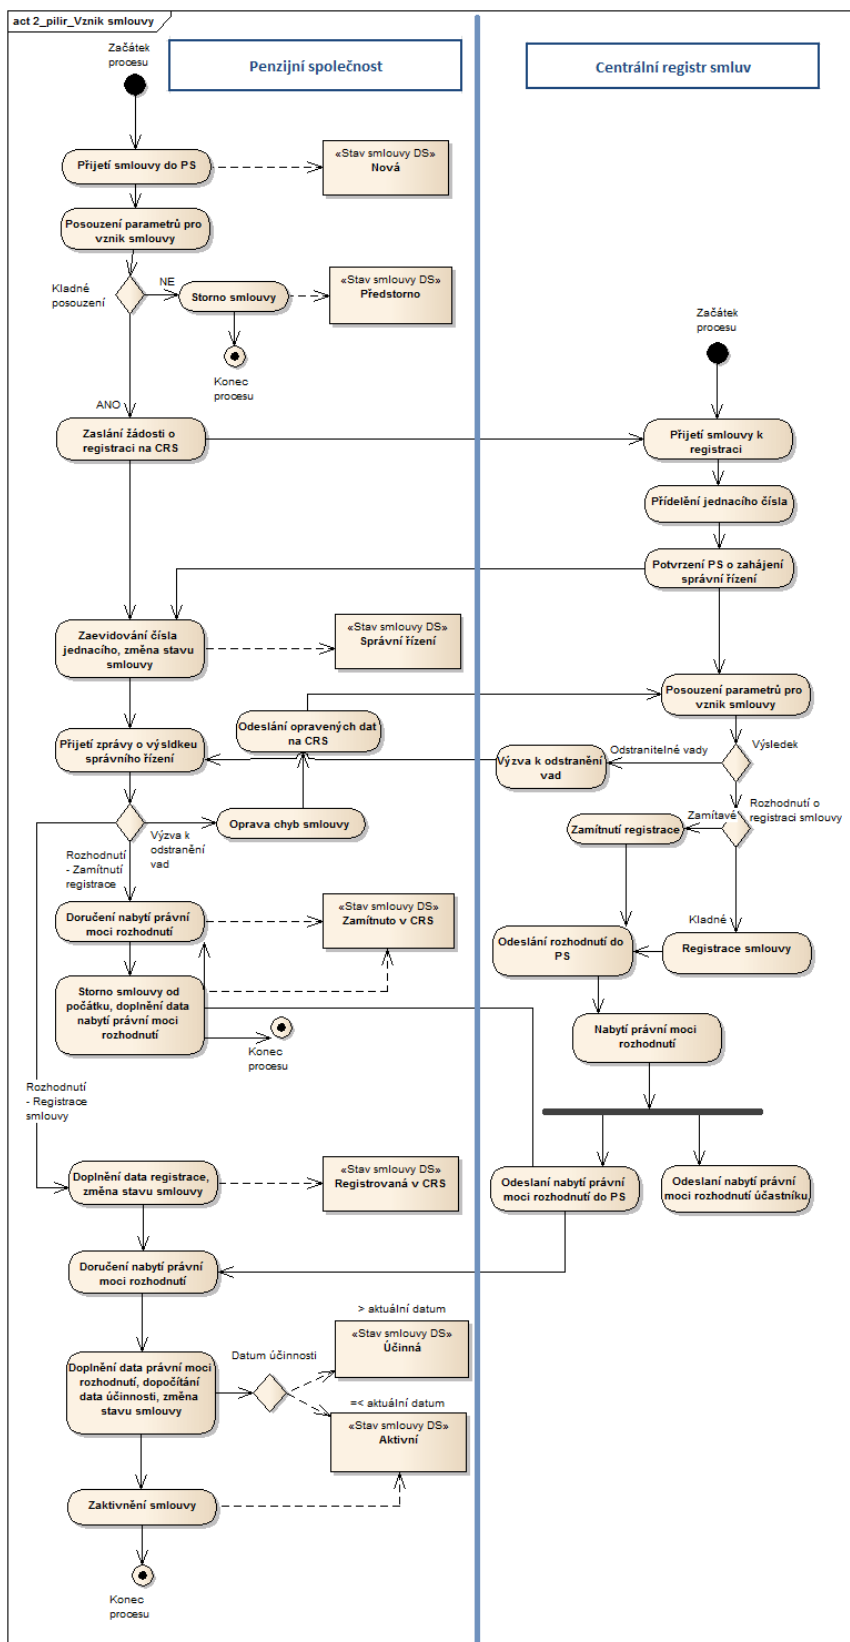 act 2_pilir_Vznik smlouvy
Začátek
procesu
Penzijní společnost
Centrální registr smluv
Přijetí smlouvy do PS
«Stav smlouvy DS»
Nová
Posouzení parametrů pro
vznik smlouvy
Kladné
posouzení
NE
Storno smlouvy
«Stav smlouvy DS»
Předstorno
Konec
procesu
Začátek
procesu
ANO
Zaslání žádosti o
registraci na CRS
Přijetí smlouvy k
registraci
Přídelění jednacího čísla
Potvrzení PS o zahájení
správní řízení
Zaevidování čísla
jednacího, změna stavu
smlouvy
«Stav smlouvy DS»
Správní řízení
Posouzení parametrů pro
vznik smlouvy
Odeslání opravených dat
na CRS
Přijetí zprávy o výsldkeu
správního řízení
Výzva k odstranění
vad
Odstranitelné vady
Výsledek
Rozhodnutí o
registraci smlouvy
Zamítavé
Zamítnutí registrace
Oprava chyb smlouvy
Výzva k
odstranění
vad
Rozhodnutí
- Zamítnutí
registrace
Doručení nabytí právní
moci rozhodnutí
«Stav smlouvy DS»
Zamítnuto v CRS
Kladné
Odeslání rozhodnutí do
PS
Registrace smlouvy
Storno smlouvy od
počátku, doplnění data
nabytí právní moci
rozhodnutí
Konec
procesu
Nabytí právní moci
rozhodnutí
Rozhodnutí
- Registrace
smlouvy
Doplnění data registrace,
změna stavu smlouvy
«Stav smlouvy DS»
Registrovaná v CRS
Odeslaní nabytí právní
moci rozhodnutí do PS
Odeslaní nabytí právní
moci rozhodnutí účastníku
Doručení nabytí právní
moci rozhodnutí
> aktuální datum
«Stav smlouvy DS»
Účinná
Datum účinnosti
Doplnění data právní moci
rozhodnutí, dopočítání
data účinnosti, změna
stavu smlouvy
=< aktuální datum
«Stav smlouvy DS»
Aktivní
Zaktivnění smlouvy
Konec
procesu